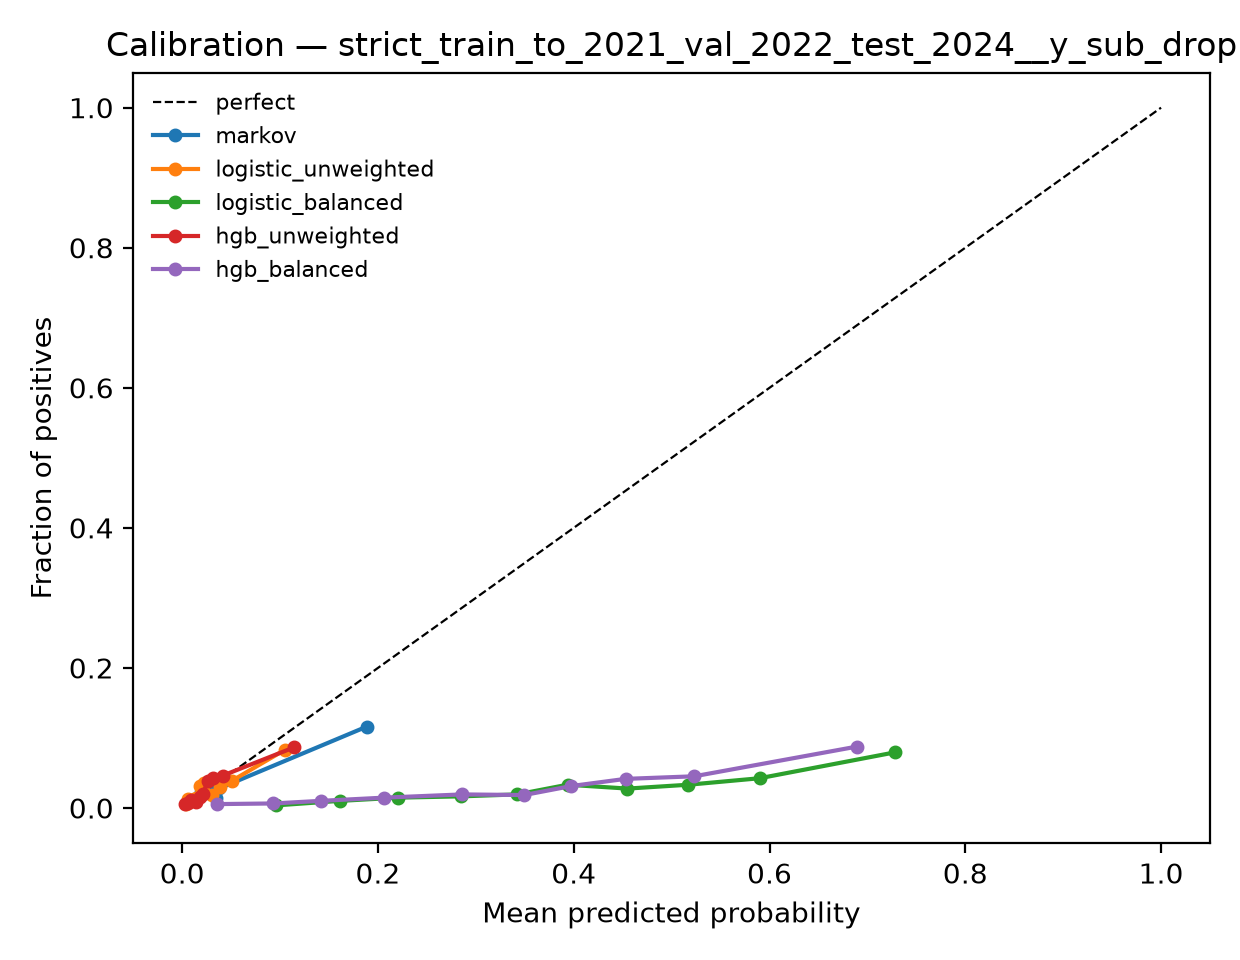 Calibration — strict_train_to_2021_val_2022_test_2024__y_sub_drop
perfect
markov
logistic_unweighted
logistic_balanced
hgb_unweighted
hgb_balanced
Fraction of positives
1.0
0.8
0.6
0.4
0.2
0.0
0.0 0.2 0.4 0.6 0.8 1.0
Mean predicted probability